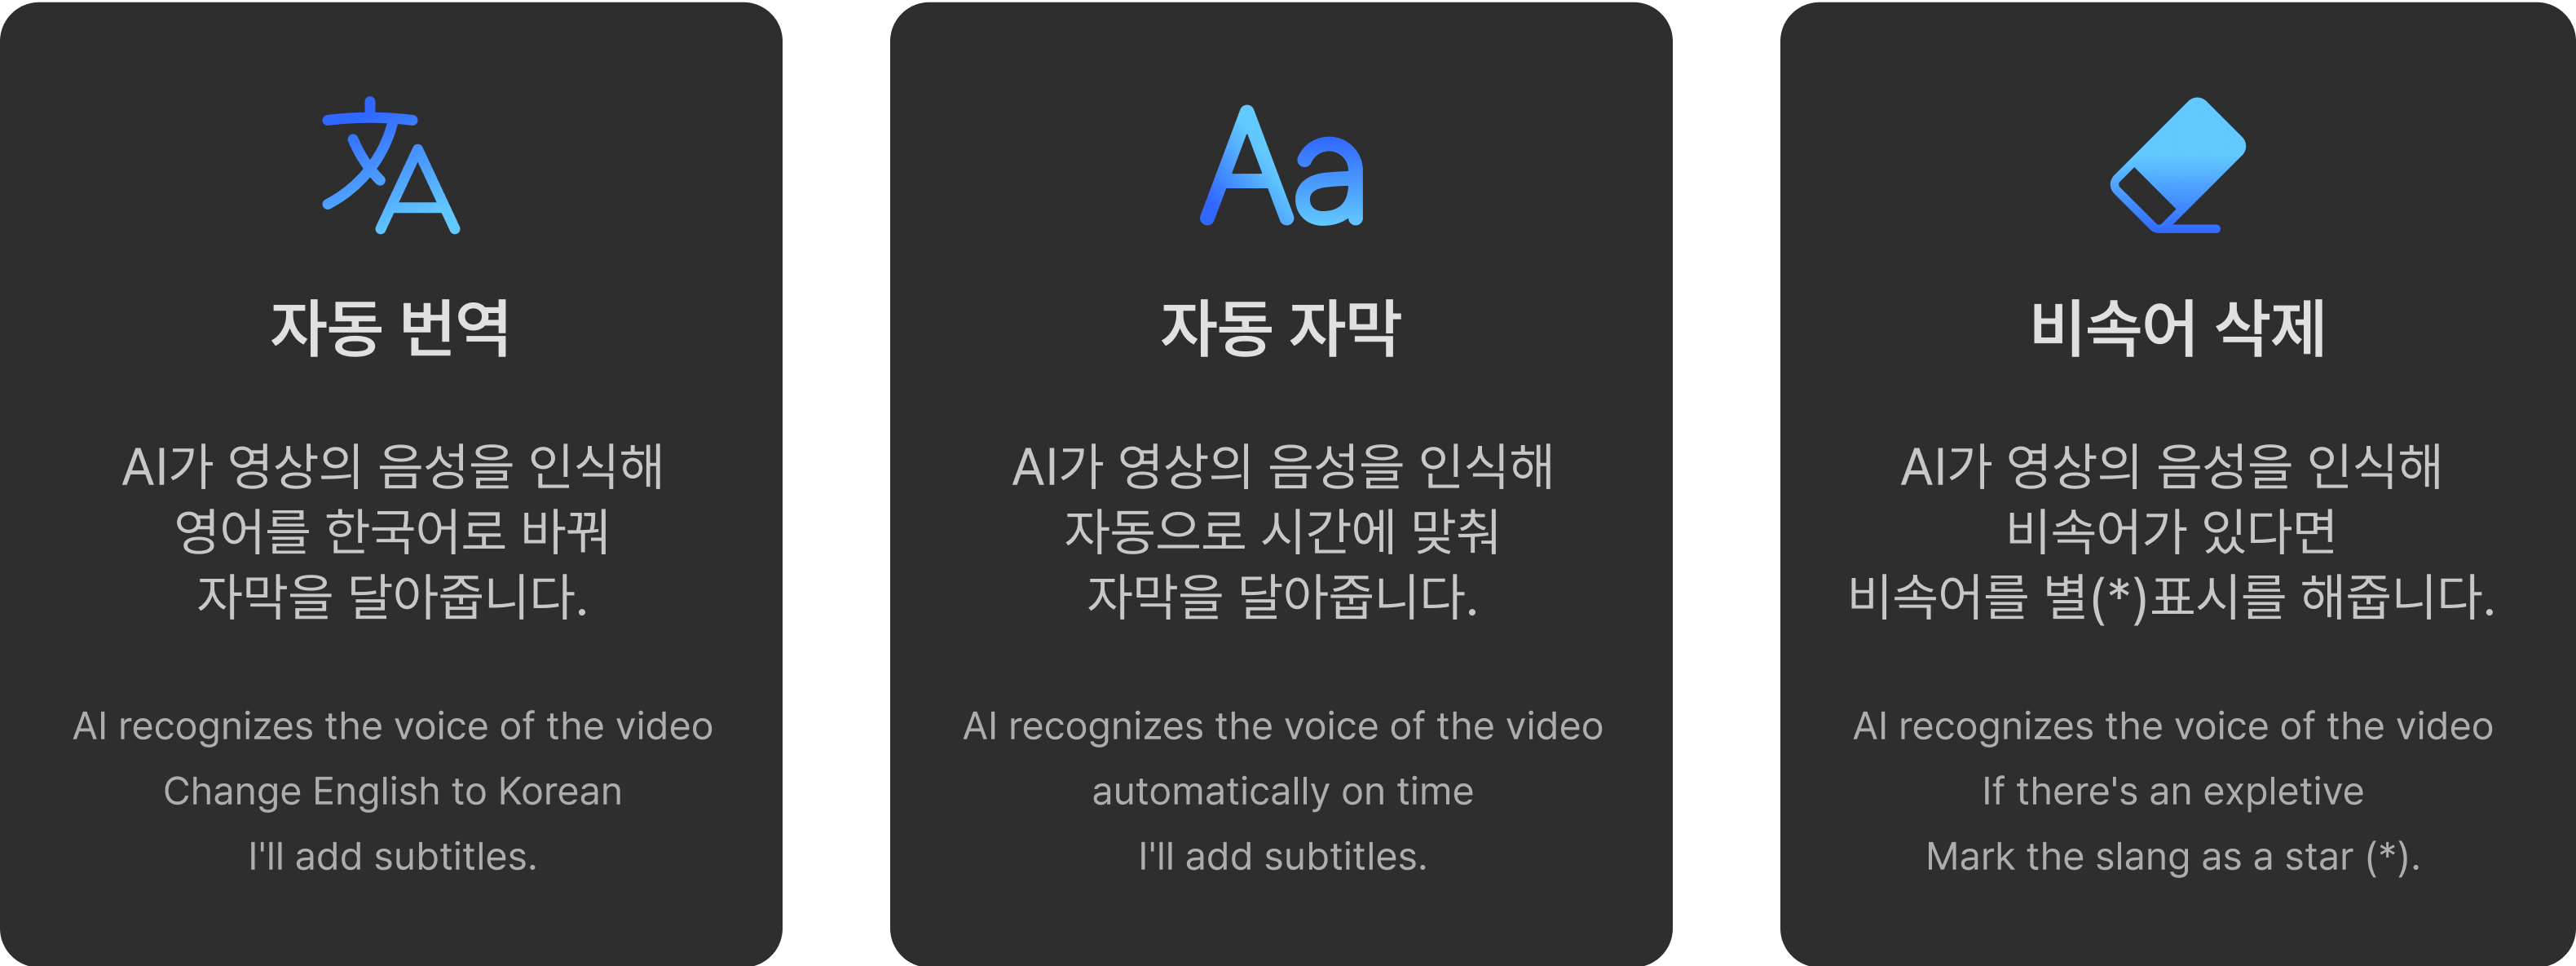 자동 번역
AI가 영상의 음성을 인식해
영어를 한국어로 바꿔
자막을 달아줍니다.
AI recognizes the voice of the video
Change English to Korean
I'll add subtitles.
Aa
자동 자막
AI가 영상의 음성을 인식해
자동으로 시간에 맞춰
자막을 달아줍니다.
AI recognizes the voice of the video
automatically on time
I'll add subtitles.
비속어 삭제
AI가 영상의 음성을 인식해
비속어가 있다면
비속어를 별(*)표시를 해줍니다.
AI recognizes the voice of the video
If there's an expletive
Mark the slang as a star (*).